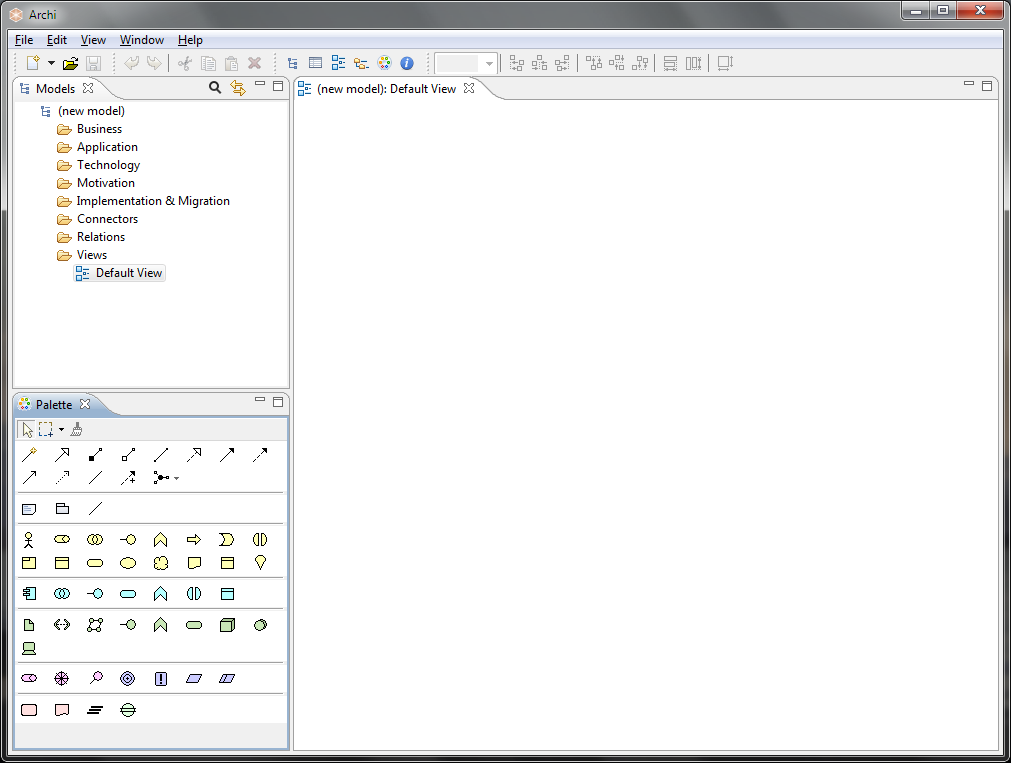 Archi
File Edit View Window Help
Models
(new model)
Business
Application
Technology
Motivation
Implementation & Migration
Connectors
Relations
Views
Default View
(new model): Default View
Palette